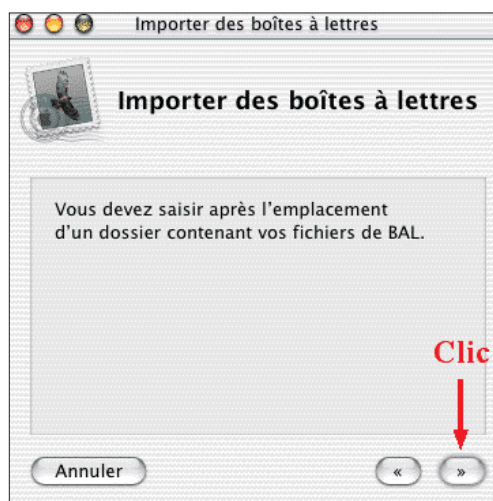 Importer des boîtes à lettres
Importer des boîtes à lettres
Vous devez saisir après l'emplacement
d'un dossier contenant vos fichiers de BAL.
Clic
Annuler
«
»